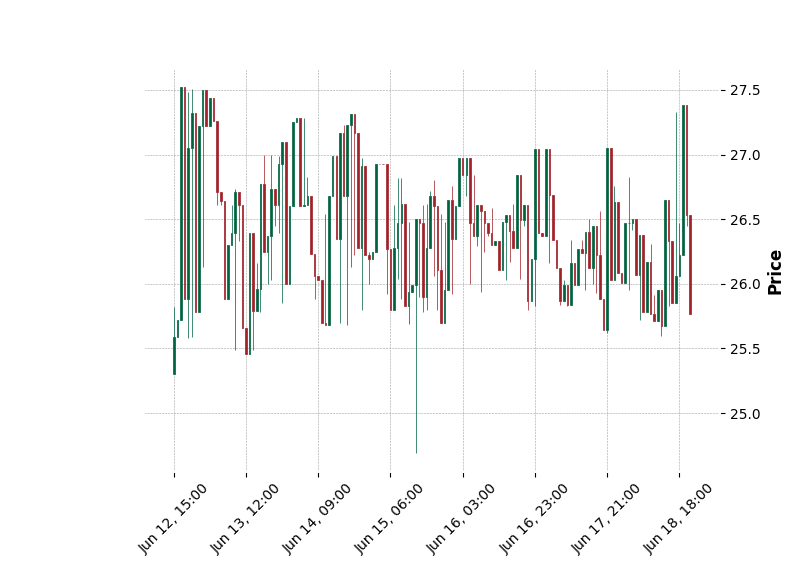 27.5
27.0
26.5
26.0
25.5
25.0
Price
Jun 12, 15:00
Jun 13, 12:00
Jun 14, 09:00
Jun 15, 06:00
Jun 16, 03:00
Jun 16, 23:00
Jun 17, 21:00
Jun 18, 18:00